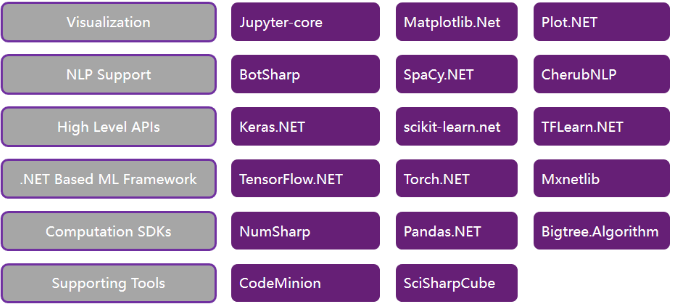 Visualization Jupyter-core Matplotlib.Net Plot.NET
NLP Support BotSharp SpaCy.NET CherubNLP
High Level APIs Keras.NET scikit-learn.net TFLearn.NET
.NET Based ML Framework TensorFlow.NET Torch.NET Mxnetlib
Computation SDKs NumSharp Pandas.NET Bigtree.Algorithm
Supporting Tools CodeMinion SciSharpCube